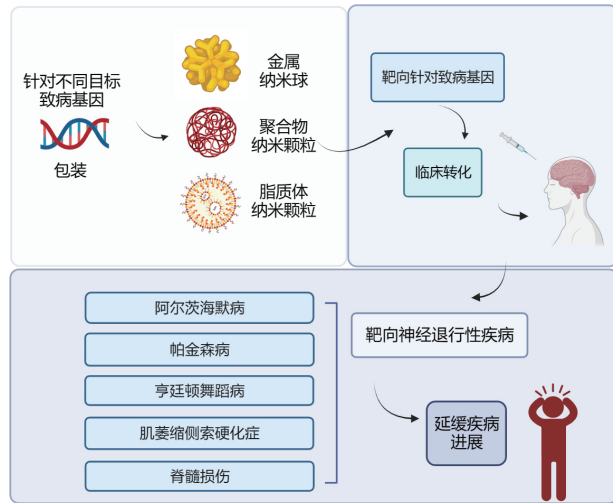 针对不同目标
致病基因
包装
金属
纳米球
聚合物
纳米颗粒
脂质体
纳米颗粒
靶向针对致病基因
临床转化
阿尔茨海默病
帕金森病
亨廷顿舞蹈病
肌萎缩侧索硬化症
脊髓损伤
靶向神经退行性疾病
延缓疾病
进展